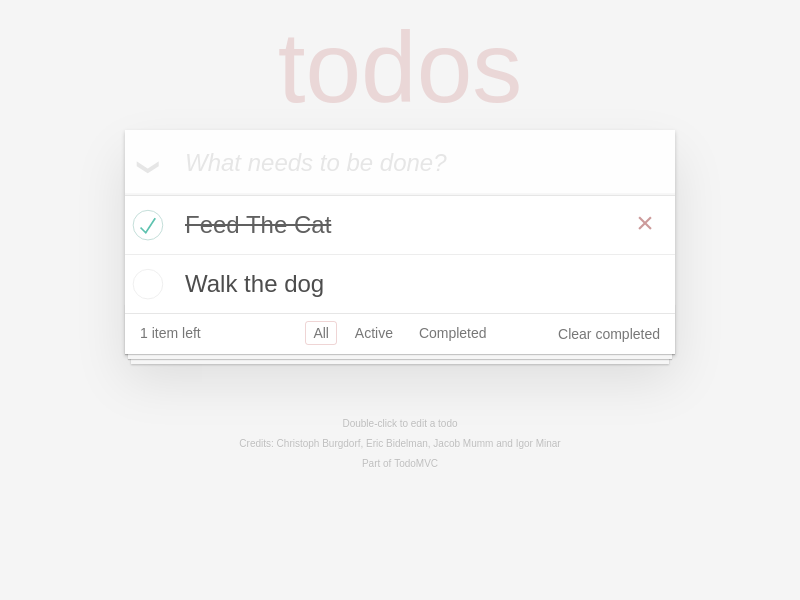 todos
What needs to be done?
Feed The Cat
Walk the dog
1 item left All Active Completed Clear completed
Double-click to edit a todo
Credits: Christoph Burgdorf, Eric Bidelman, Jacob Mumm and Igor Minar
Part of TodoMVC